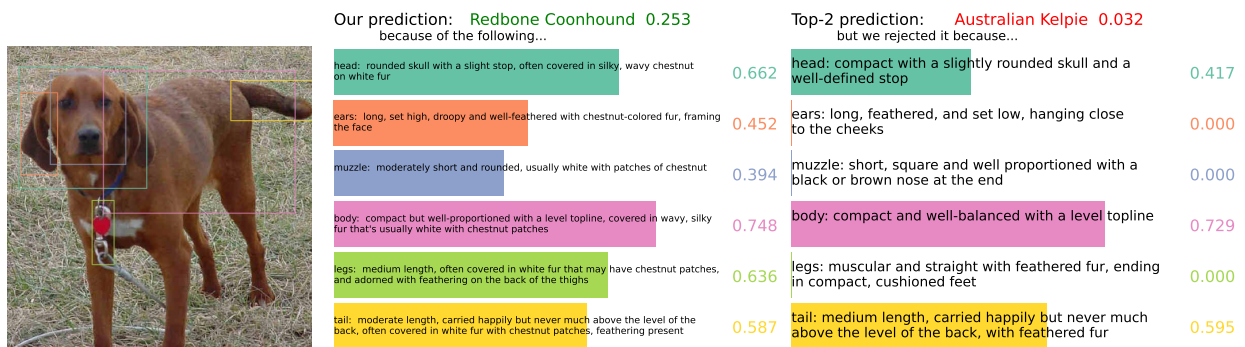 Our prediction: Redbone Coonhound 0.253
because of the following...
head: rounded skull with a slight stop, often covered in silky, wavy chestnut
on white fur
0.662
ears: long, set high, droopy and well-feathered with chestnut-colored fur, framing
the face
0.452
muzzle: moderately short and rounded, usually white with patches of chestnut
0.394
body: compact but well-proportioned with a level topline, covered in wavy, silky
fur that's usually white with chestnut patches
0.748
legs: medium length, often covered in white fur that may have chestnut patches,
and adorned with feathering on the back of the thighs
0.636
tail: moderate length, carried happily but never much above the level of the
back, often covered in white fur with chestnut patches, feathering present
0.587
Top-2 prediction: Australian Kelpie 0.032
but we rejected it because...
head: compact with a slightly rounded skull and a
well-defined stop
0.417
ears: long, feathered, and set low, hanging close
to the cheeks
0.000
muzzle: short, square and well proportioned with a
black or brown nose at the end
0.000
body: compact and well-balanced with a level topline
0.729
legs: muscular and straight with feathered fur, ending
in compact, cushioned feet
0.000
tail: medium length, carried happily but never much
above the level of the back, with feathered fur
0.595